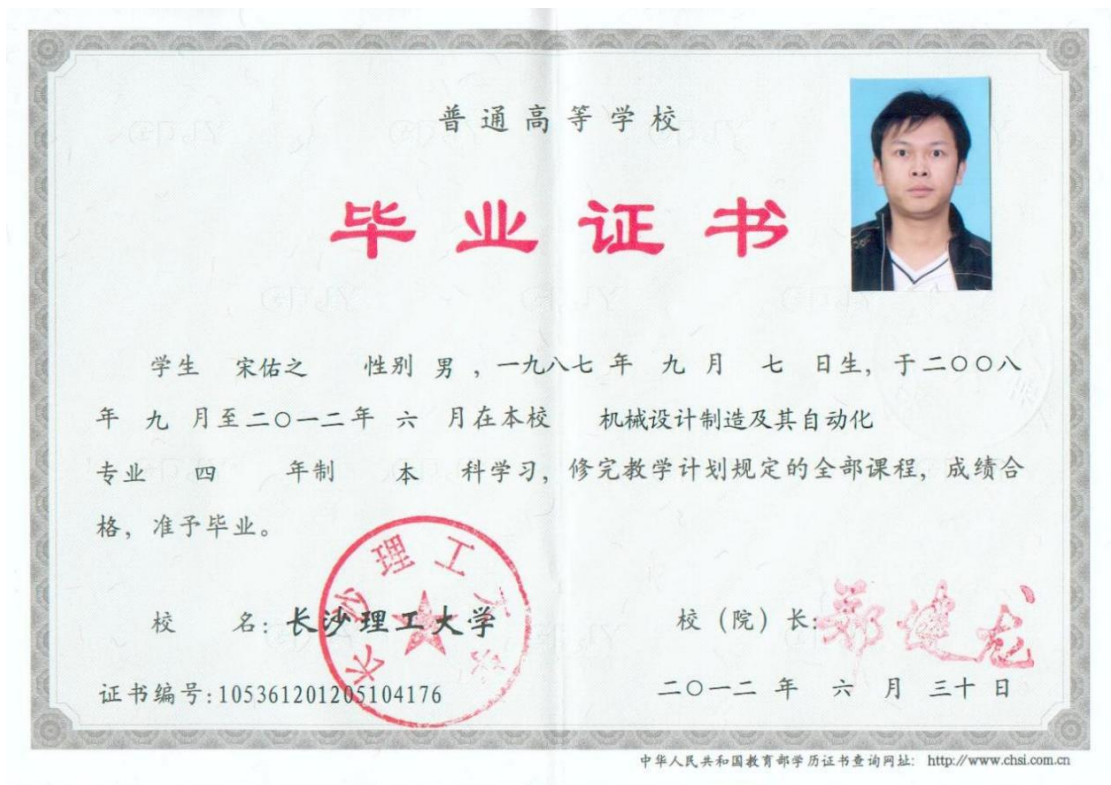 普通高等学校
毕业证书
学生 宋佑之 性别 男 ，一九八七 年 九 月 七 日生，于二〇〇八
年 九 月至二〇一二年 六 月在本校 机械设计制造及其自动化
专业 四 年制 本 科学习，修完教学计划规定的全部课程，成绩合
格，准予毕业。
长沙理工大学
校 名：长沙理工大学
校（院）长：郑健龙
证书编号：105361201205104176
二〇一二 年 六 月 三十 日
中华人民共和国教育部学历证书查询网址： http://www.chsi.com.cn